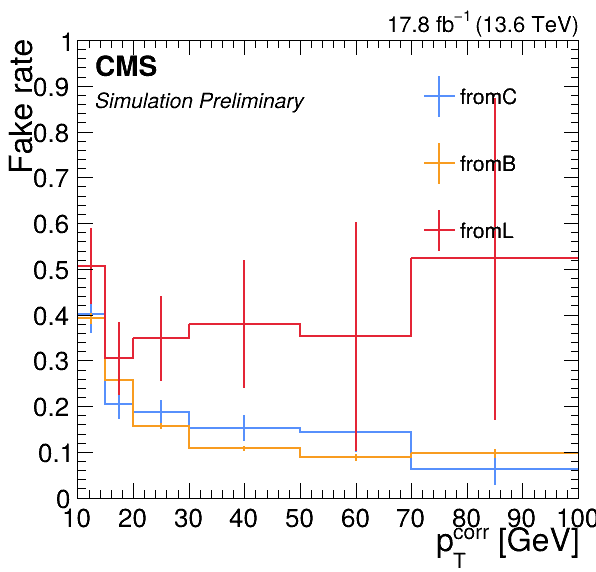 17.8 fb⁻¹ (13.6 TeV)
CMS
Simulation Preliminary
Fake rate
fromC
fromB
fromL
1
0.9
0.8
0.7
0.6
0.5
0.4
0.3
0.2
0.1
0
10 20 30 40 50 60 70 80 90 100
p_T^corr [GeV]